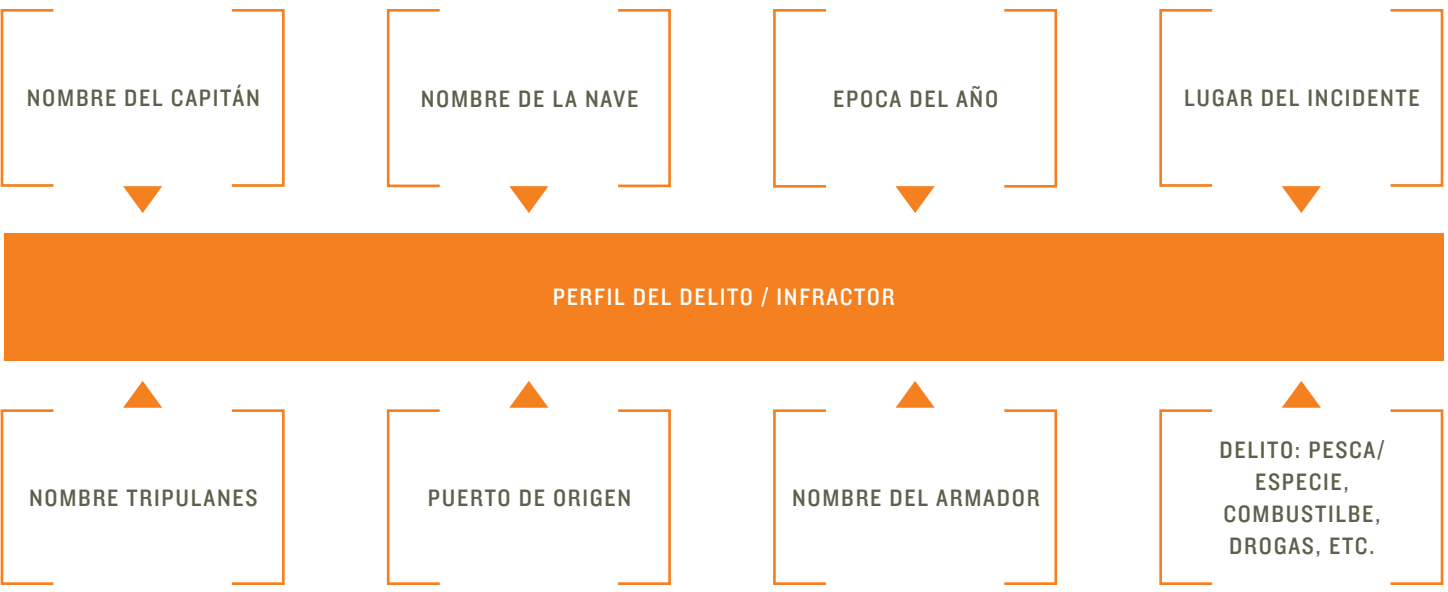 NOMBRE DEL CAPITÁN
NOMBRE DE LA NAVE
EPOCA DEL AÑO
LUGAR DEL INCIDENTE
PERFIL DEL DELITO / INFRACTOR
NOMBRE TRIPULANES
PUERTO DE ORIGEN
NOMBRE DEL ARMADOR
DELITO: PESCA/
ESPECIE,
COMBUSTILBE,
DROGAS, ETC.